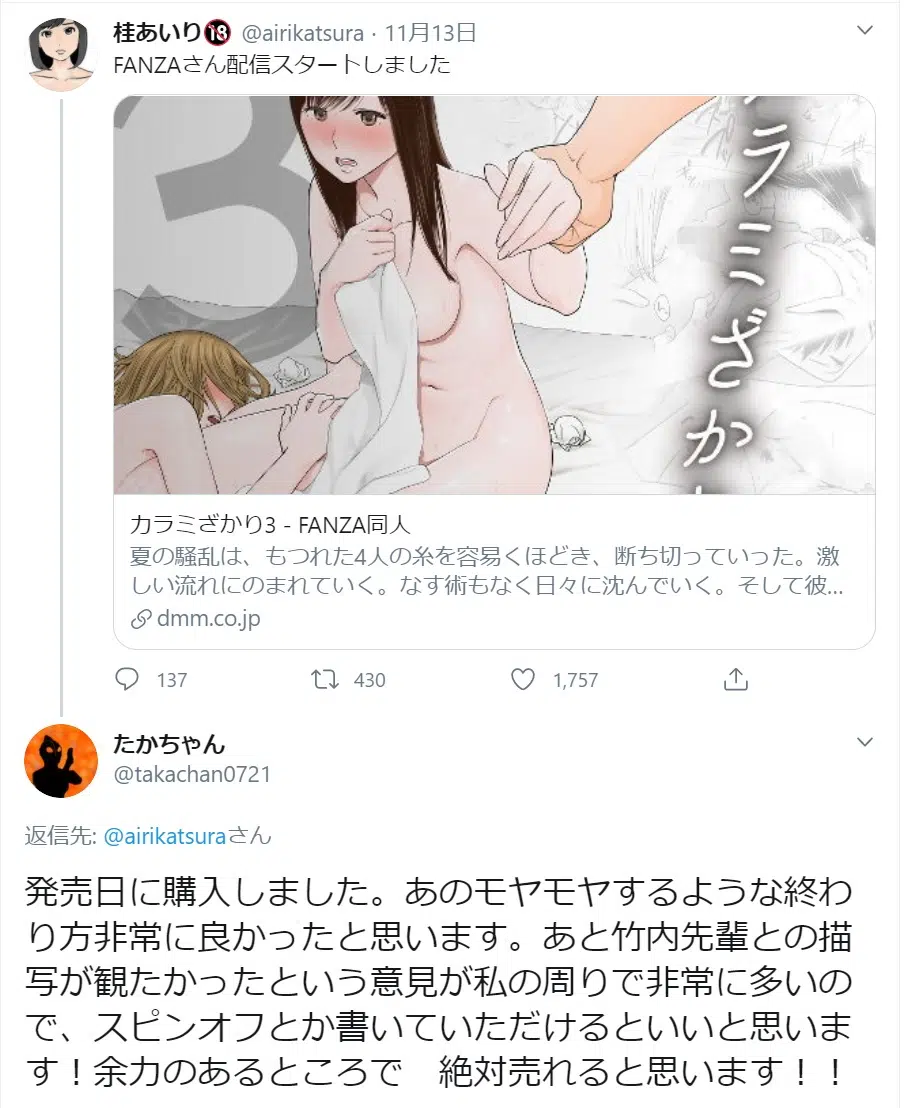 桂あいり🔞 @airikatsura · 11月13日
FANZAさん配信スタートしました
3
カラミざかり
カラミざかり3 - FANZA同人
夏の騒乱は、もつれた4人の糸を容易くほどき、断ち切っていった。激
しい流れにのまれていく。なす術もなく日々に沈んでいく。そして彼...
dmm.co.jp
137 430 1,757
たかちゃん
@takachan0721
返信先: @airikatsuraさん
発売日に購入しました。あのモヤモヤするような終わ
り方非常に良かったと思います。あと竹内先輩との描
写が観たかったという意見が私の周りで非常に多いの
で、スピンオフとか書いていただけるといいと思いま
す！余力のあるところで　絶対売れると思います！！